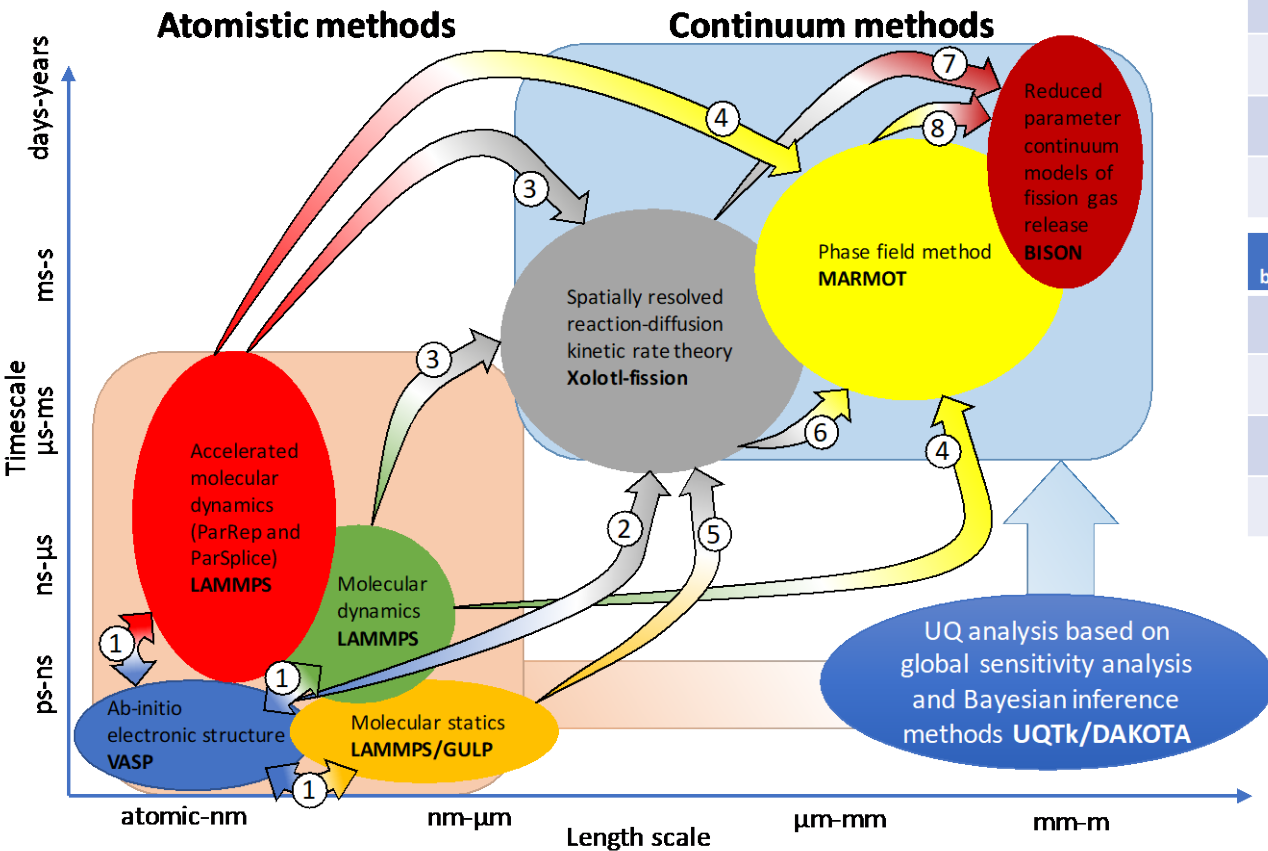 Atomistic methods
Continuum methods
days-years
ms-s
µs-ms
ns-µs
ps-ns
Timescale
7
8
4
3
3
6
4
2
5
1
1
1
Reduced
parameter
continuum
models of
fission gas
release
BISON
Phase field method
MARMOT
Spatially resolved
reaction-diffusion
kinetic rate theory
Xolotl-fission
Accelerated
molecular
dynamics
(ParRep and
ParSplice)
LAMMPS
Molecular
dynamics
LAMMPS
Ab-initio
electronic structure
VASP
Molecular statics
LAMMPS/GULP
UQ analysis based on
global sensitivity analysis
and Bayesian inference
methods UQTk/DAKOTA
atomic-nm
nm-µm
µm-mm
mm-m
Length scale
b